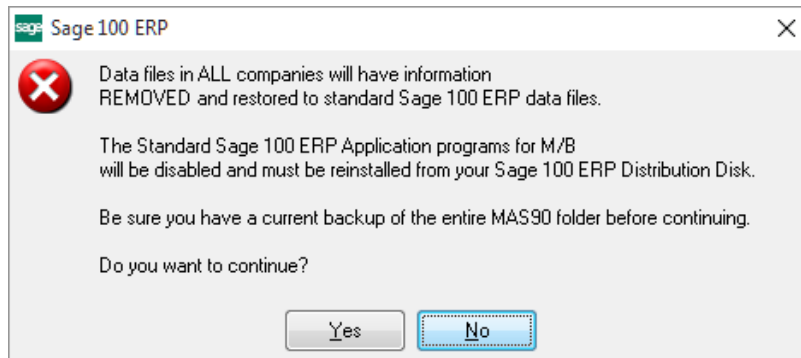 sage Sage 100 ERP
Data files in ALL companies will have information
REMOVED and restored to standard Sage 100 ERP data files.
The Standard Sage 100 ERP Application programs for M/B
will be disabled and must be reinstalled from your Sage 100 ERP Distribution Disk.
Be sure you have a current backup of the entire MAS90 folder before continuing.
Do you want to continue?
Yes No